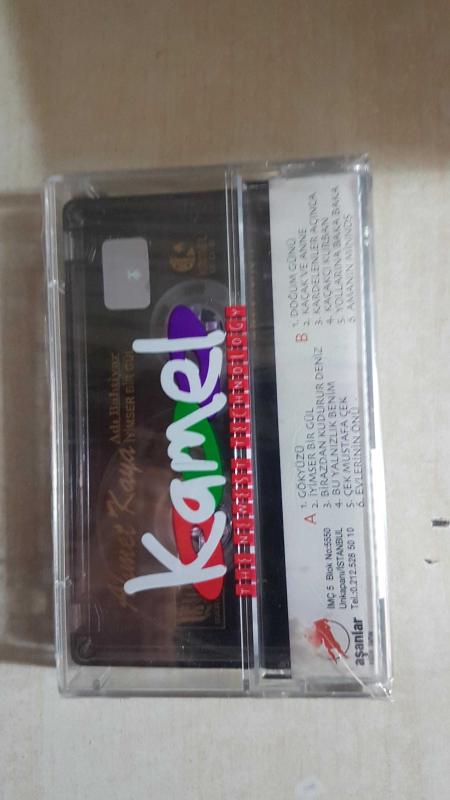 Ahmet Kaya
Adı Bahtiyar
İYİMSER BİR GÜL
Kamel
THE NEWEST TECHNOLOGY
A
1. GÖKYÜZÜ
2. İYİMSER BİR GÜL
3. BİRAZDAN KUDURUR DENİZ
4. BU YALNIZLIK BENİM
5. ÇEK MUSTAFA ÇEK
6. EVLERİNİN ÖNÜ
B
1. DOĞUM GÜNÜ
2. KAÇAK VE ANNE
3. KARDELENLER AÇINCA
4. KAÇAKÇI KURBAN
5. YOLLARINA BAKA BAKA
6. AMANIN MİNNOŞ
aşanlar
İMÇ 5. Blok No:5550
Unkapanı/İSTANBUL
Tel.:0.212.528 50 10